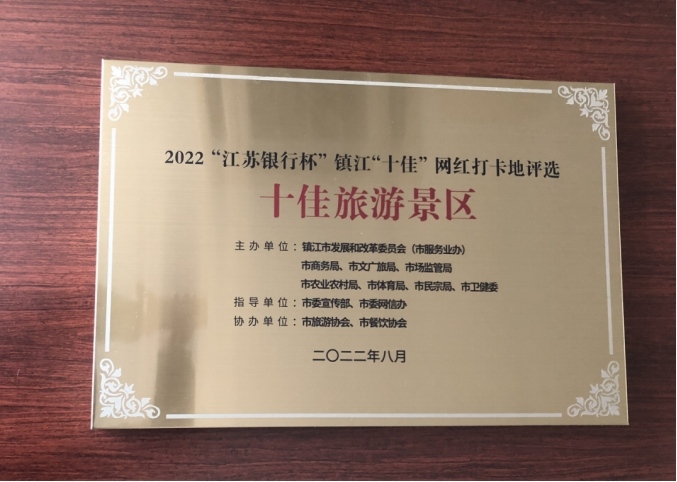 2022“江苏银行杯”镇江“十佳”网红打卡地评选
十佳旅游景区
主办单位：镇江市发展和改革委员会（市服务业办）
市商务局、市文广旅局、市场监管局
市农业农村局、市体育局、市民宗局、市卫健委
指导单位：市委宣传部、市委网信办
协办单位：市旅游协会、市餐饮协会
二〇二二年八月